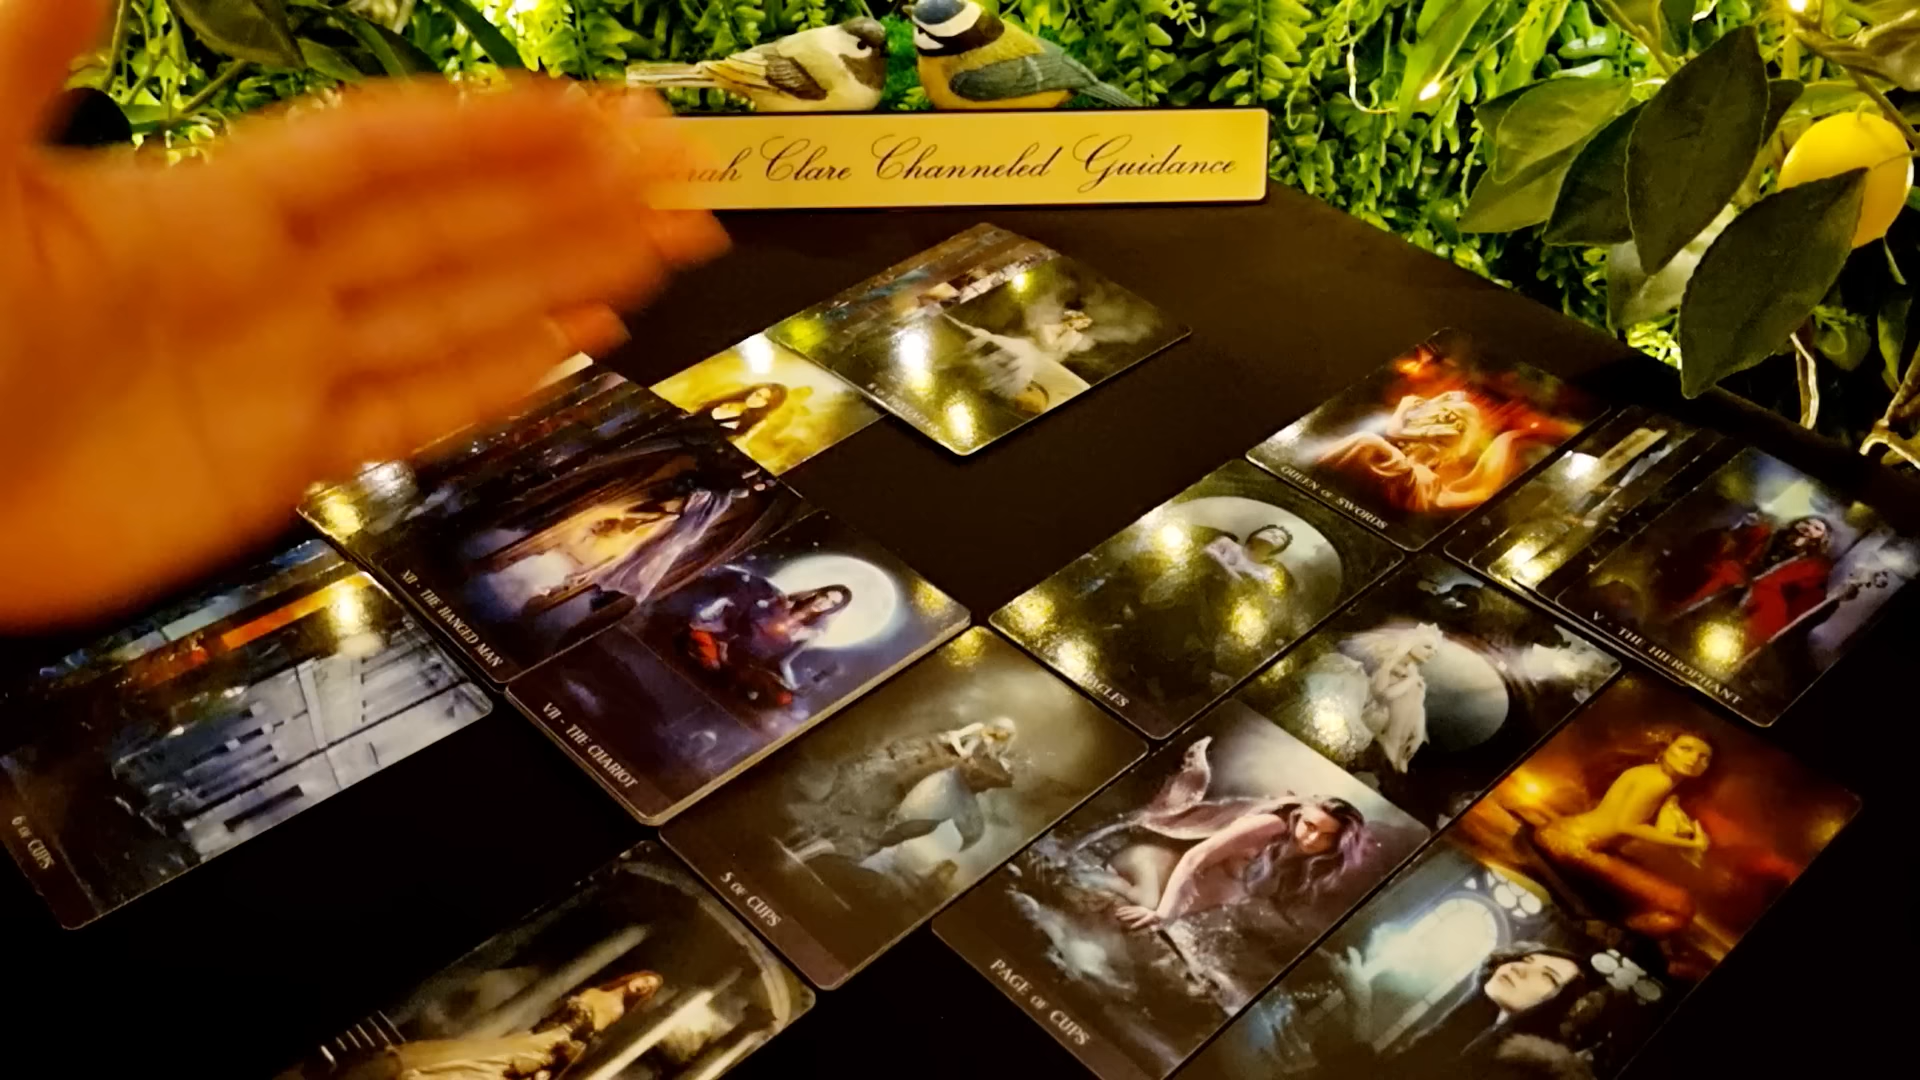 Clare Channeled Guidance
QUEEN OF SWORDS
XII - THE HANGED MAN
V - THE HIEROPHANT
VII - THE CHARIOT
6 OF CUPS
5 OF CUPS
PAGE OF CUPS